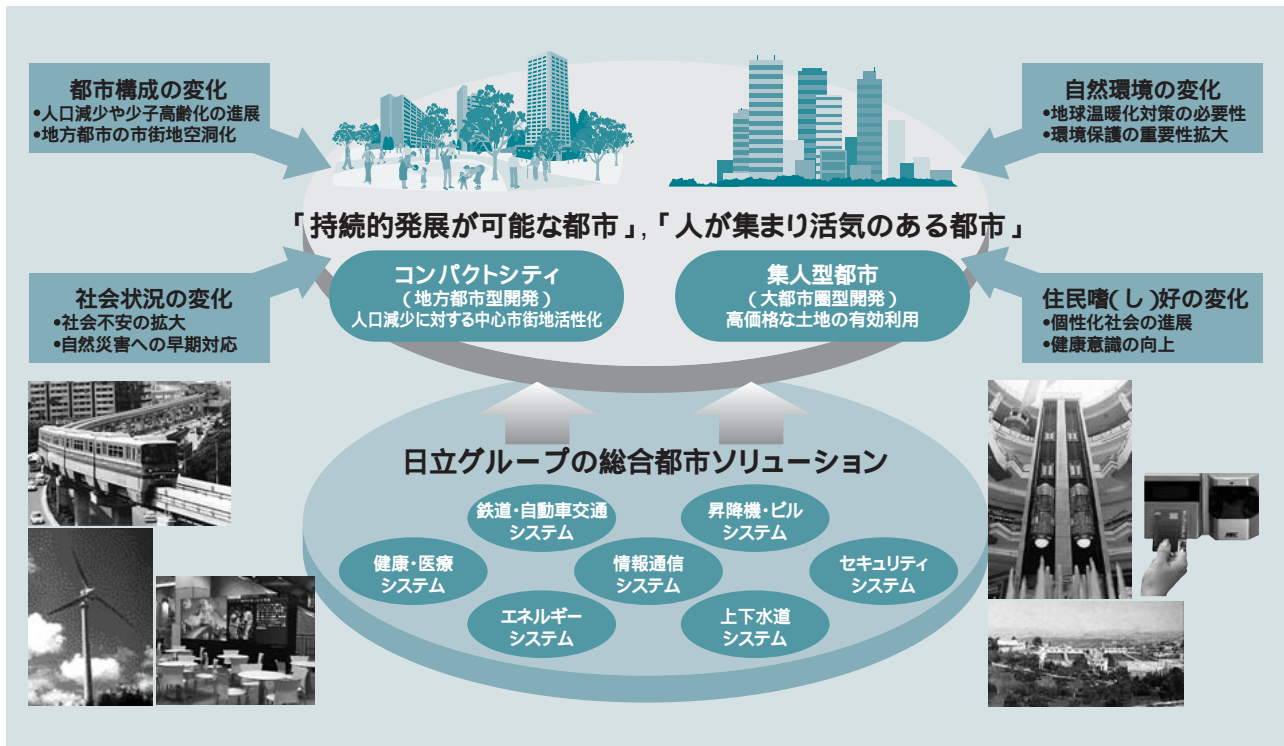 都市構成の変化
•人口減少や少子高齢化の進展
•地方都市の市街地空洞化
自然環境の変化
•地球温暖化対策の必要性
•環境保護の重要性拡大
「持続的発展が可能な都市」,「人が集まり活気のある都市」
コンパクトシティ
(地方都市型開発)
人口減少に対する中心市街地活性化
集人型都市
(大都市圏型開発)
高価格な土地の有効利用
社会状況の変化
•社会不安の拡大
•自然災害への早期対応
住民嗜(し)好の変化
•個性化社会の進展
•健康意識の向上
日立グループの総合都市ソリューション
鉄道・自動車交通
システム
昇降機・ビル
システム
健康・医療
システム
情報通信
システム
セキュリティ
システム
エネルギー
システム
上下水道
システム